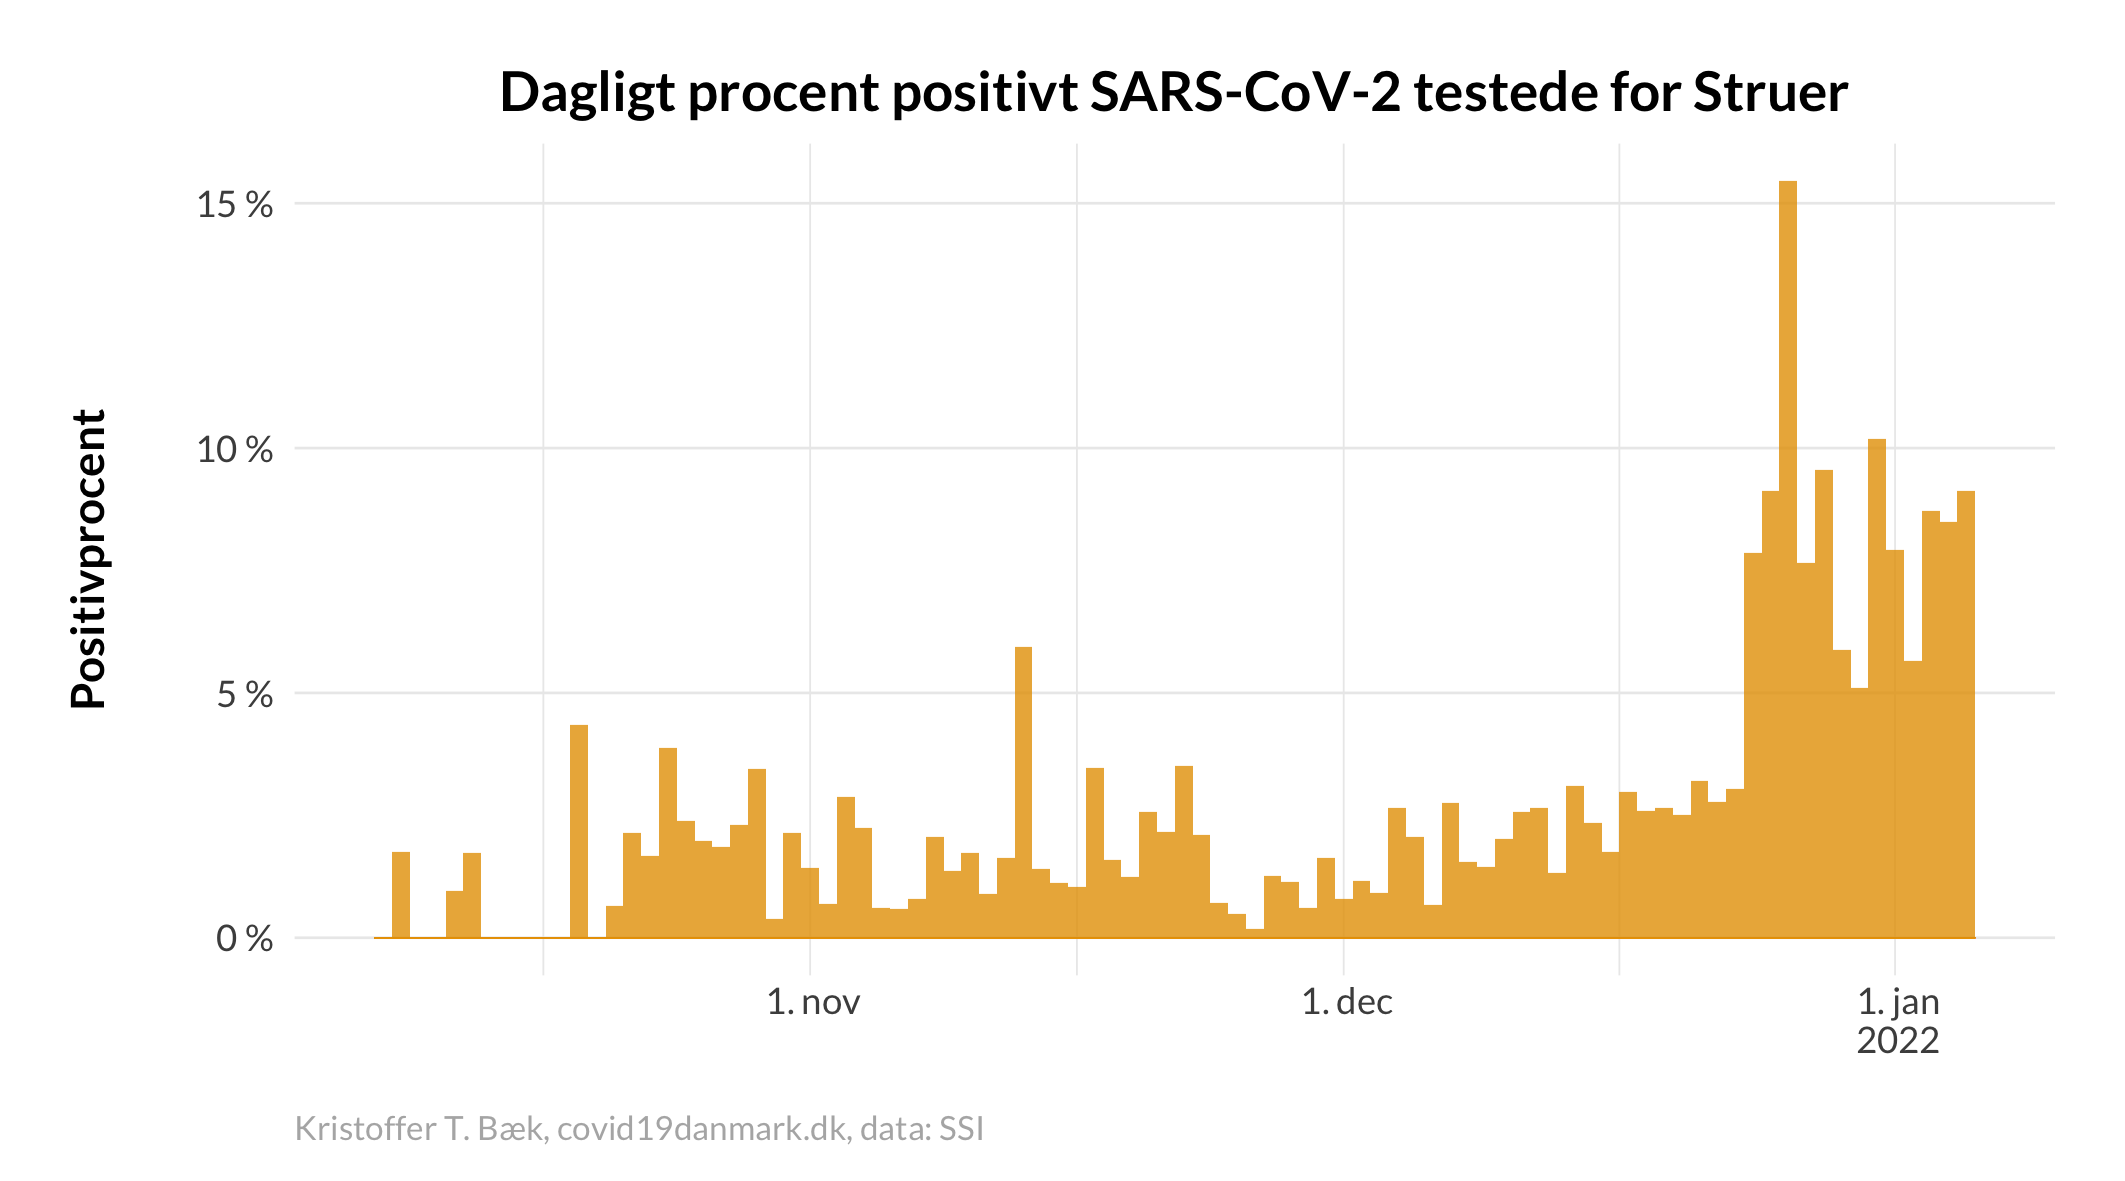 Dagligt procent positivt SARS-CoV-2 testede for Struer
Positivprocent
15 %
10 %
5 %
0 %
1. nov
1. dec
1. jan
2022
Kristoffer T. Bæk, covid19danmark.dk, data: SSI